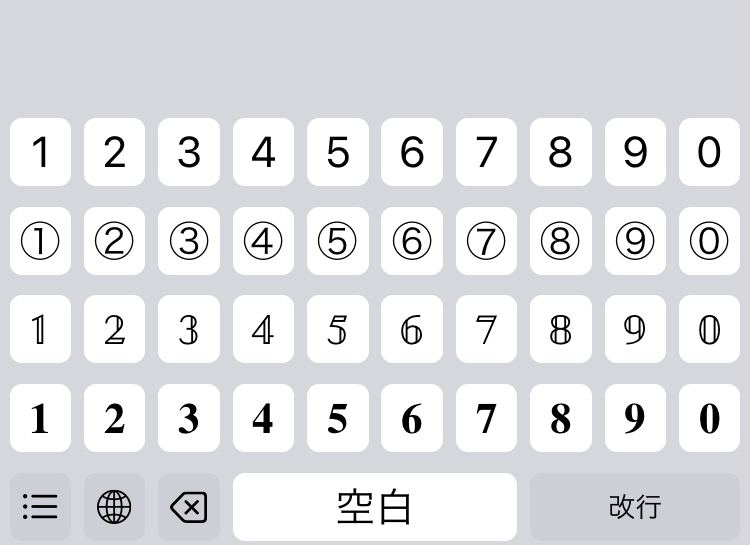 1 2 3 4 5 6 7 8 9 0
① ② ③ ④ ⑤ ⑥ ⑦ ⑧ ⑨ ⓪
𝟙 𝟚 𝟛 𝟜 𝟝 𝟞 𝟟 𝟠 𝟡 𝟘
𝟏 𝟐 𝟑 𝟒 𝟓 𝟔 𝟕 𝟖 𝟗 𝟎
空白 改行